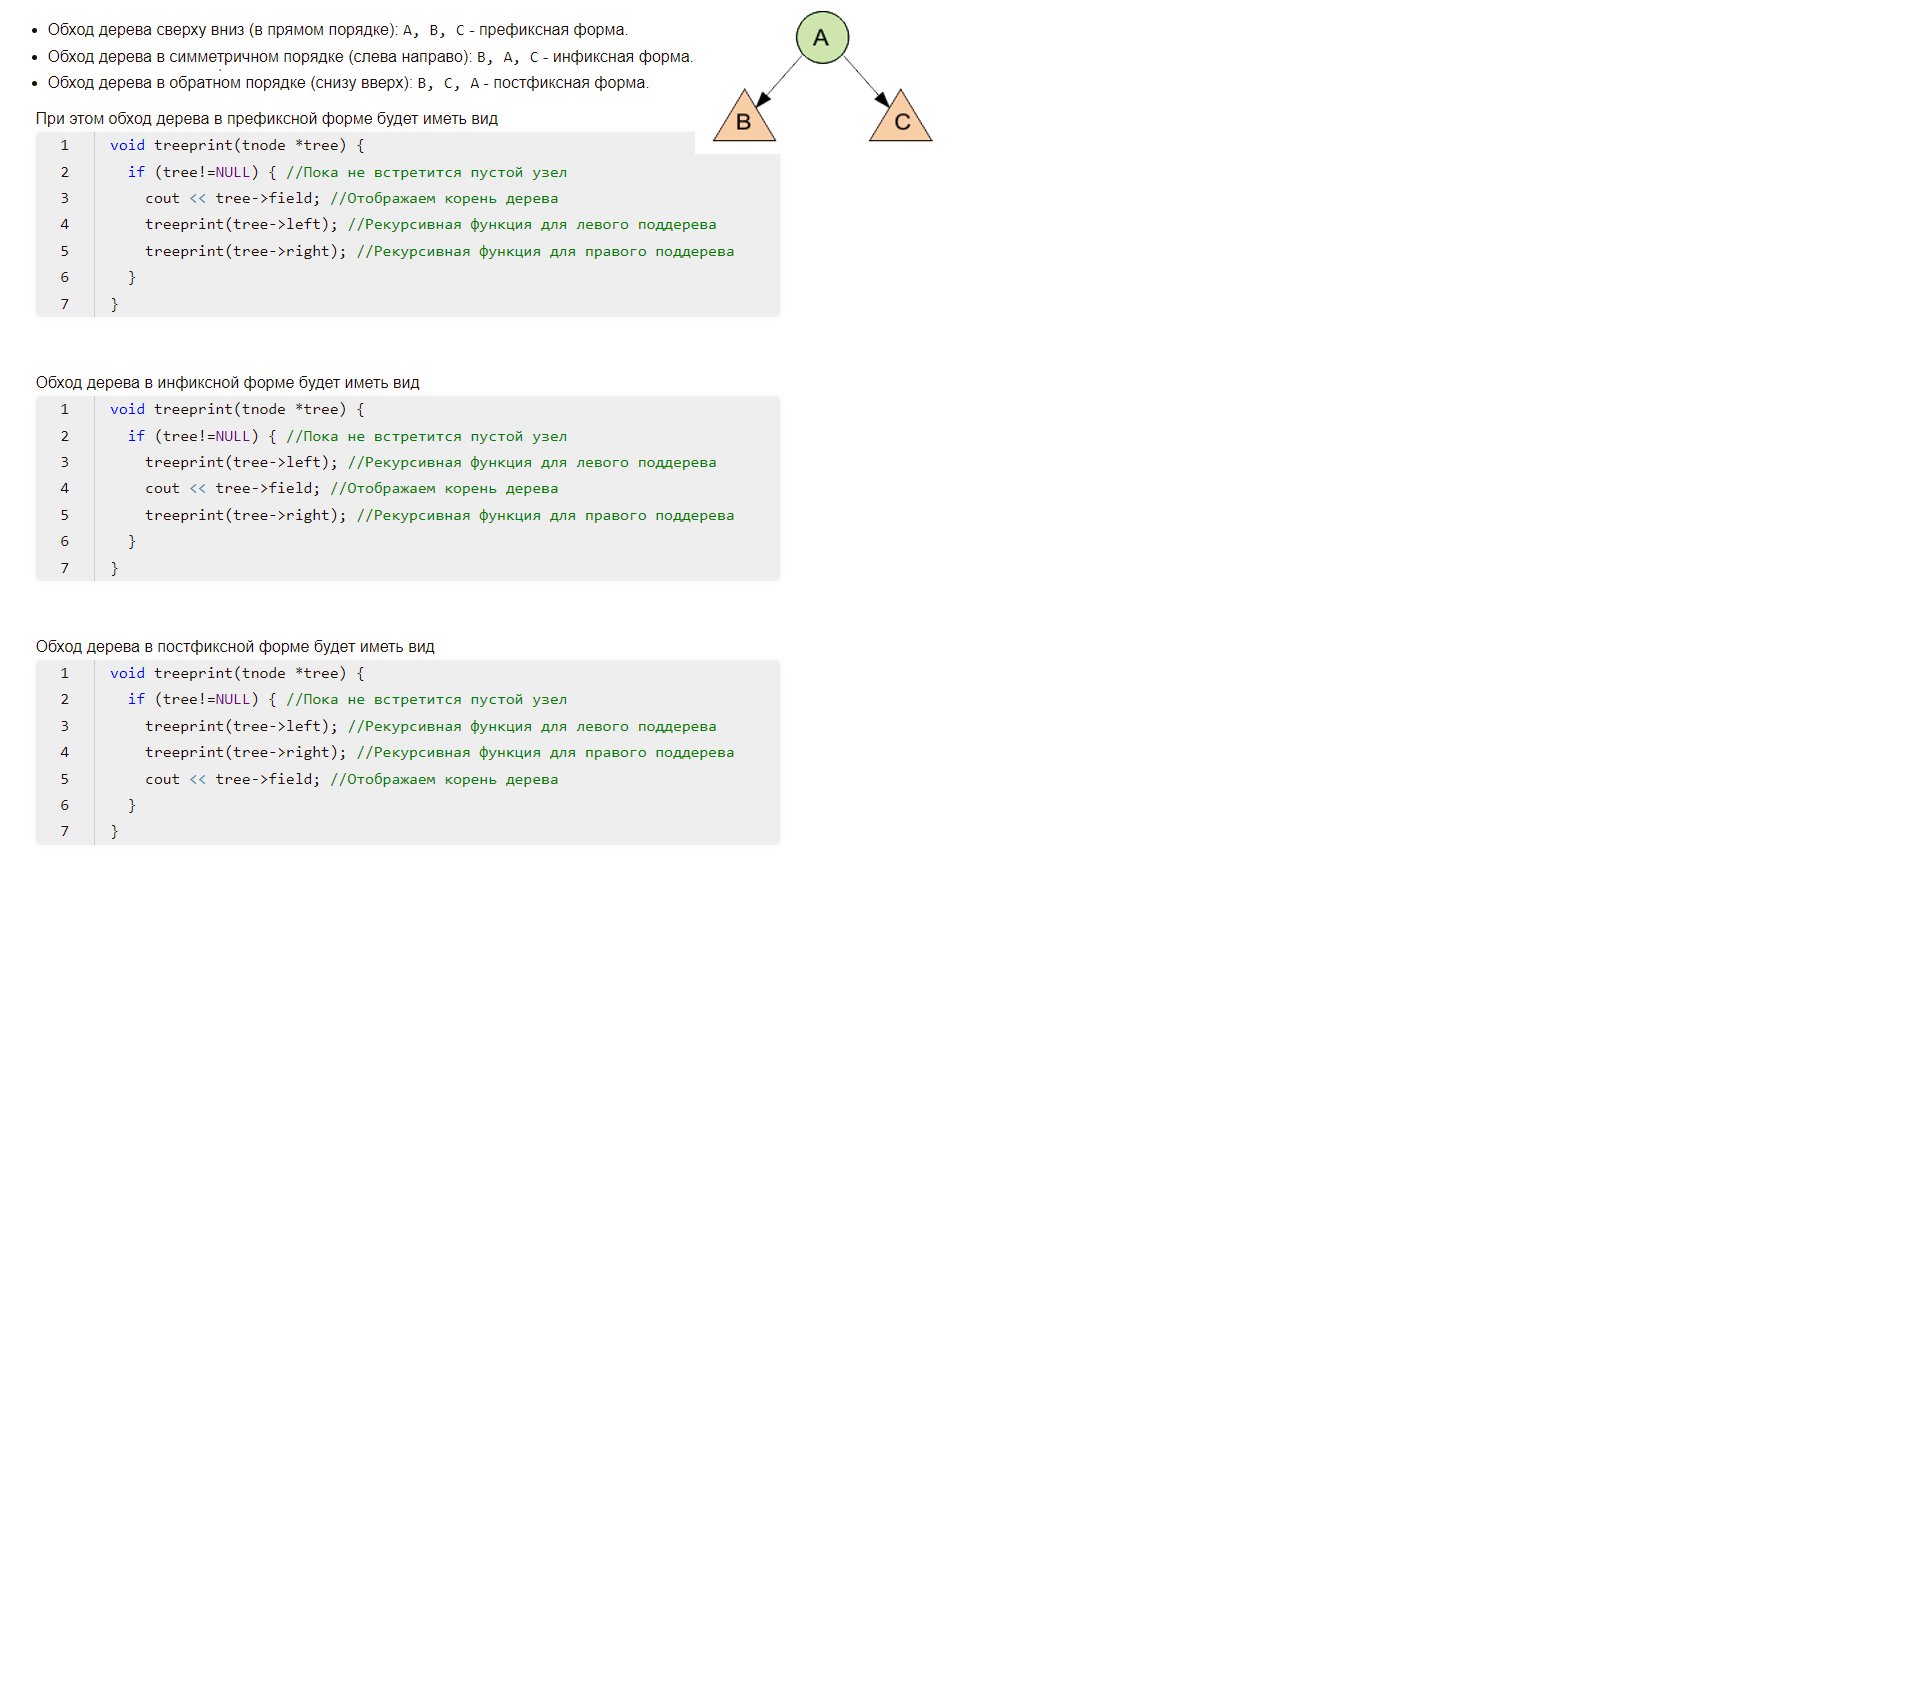 Обход дерева сверху вниз (в прямом порядке): A, B, C - префиксная форма.
Обход дерева в симметричном порядке (слева направо): B, A, C - инфиксная форма.
Обход дерева в обратном порядке (снизу вверх): B, C, A - постфиксная форма.
A
B
C
При этом обход дерева в префиксной форме будет иметь вид
1 void treeprint(tnode *tree) {
2 if (tree!=NULL) { //Пока не встретится пустой узел
3 cout << tree->field; //Отображаем корень дерева
4 treeprint(tree->left); //Рекурсивная функция для левого поддерева
5 treeprint(tree->right); //Рекурсивная функция для правого поддерева
6 }
7 }
Обход дерева в инфиксной форме будет иметь вид
1 void treeprint(tnode *tree) {
2 if (tree!=NULL) { //Пока не встретится пустой узел
3 treeprint(tree->left); //Рекурсивная функция для левого поддерева
4 cout << tree->field; //Отображаем корень дерева
5 treeprint(tree->right); //Рекурсивная функция для правого поддерева
6 }
7 }
Обход дерева в постфиксной форме будет иметь вид
1 void treeprint(tnode *tree) {
2 if (tree!=NULL) { //Пока не встретится пустой узел
3 treeprint(tree->left); //Рекурсивная функция для левого поддерева
4 treeprint(tree->right); //Рекурсивная функция для правого поддерева
5 cout << tree->field; //Отображаем корень дерева
6 }
7 }